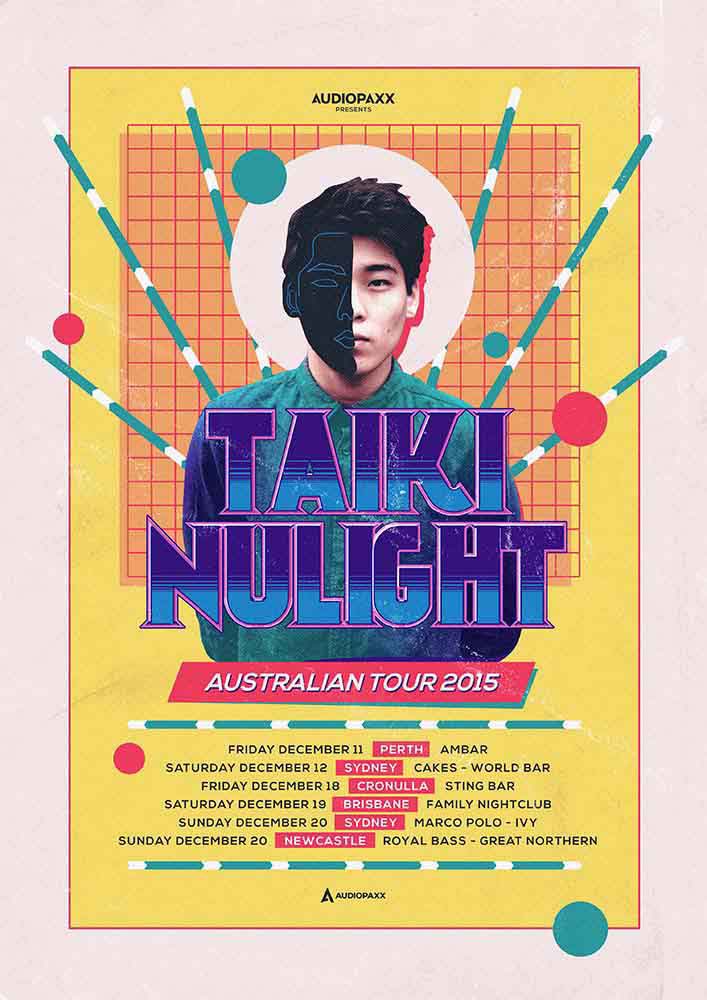 AUDIOPAXX
PRESENTS
TAIKI
NULIGHT
AUSTRALIAN TOUR 2015
FRIDAY DECEMBER 11 PERTH AMBAR
SATURDAY DECEMBER 12 SYDNEY CAKES - WORLD BAR
FRIDAY DECEMBER 18 CRONULLA STING BAR
SATURDAY DECEMBER 19 BRISBANE FAMILY NIGHTCLUB
SUNDAY DECEMBER 20 SYDNEY MARCO POLO - IVY
SUNDAY DECEMBER 20 NEWCASTLE ROYAL BASS - GREAT NORTHERN
AUDIOPAXX